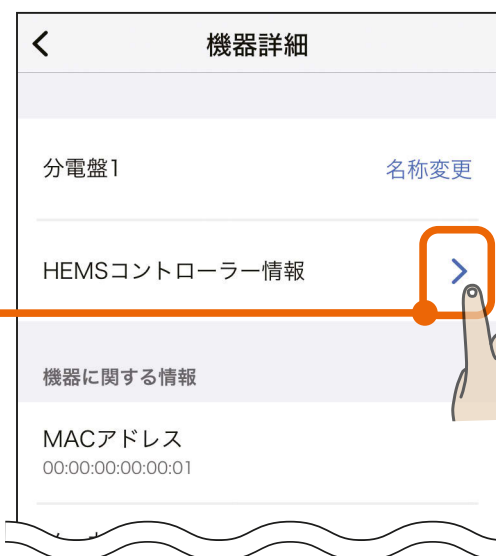 機器詳細
分電盤1
名称変更
HEMSコントローラー情報
機器に関する情報
MACアドレス
00:00:00:00:00:01